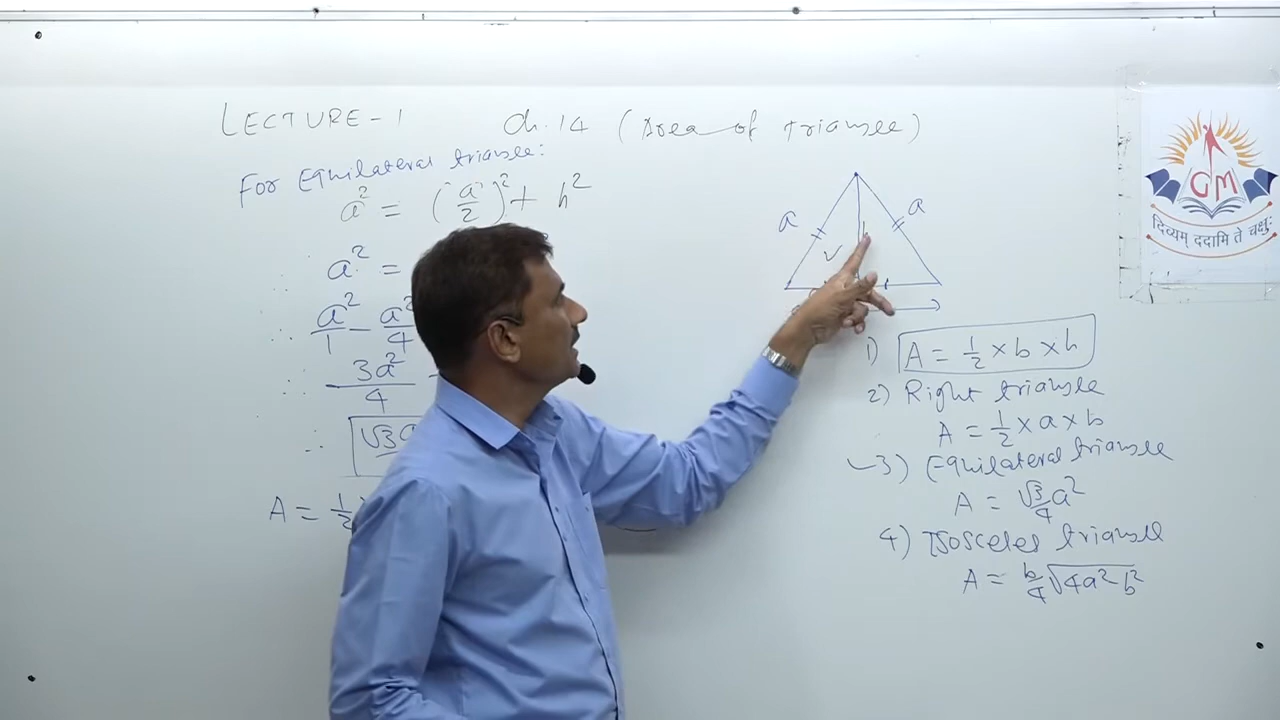 LECTURE-1 Ch.14 (Area of triangle)
For Equilateral triangle:
a² = (a/2)² + h²
∴ a² =
∴ a²/1 - a²/4
∴ 3a²/4
∴ √3a
A = 1/2
a a
h
1) A = 1/2 × b × h
2) Right triangle
A = 1/2 × a × b
✓3) Equilateral triangle
A = √3/4 a²
4) Isosceles triangle
A = b/4 √4a² - b²
GM
दिव्यम् ददामि ते चक्षुः